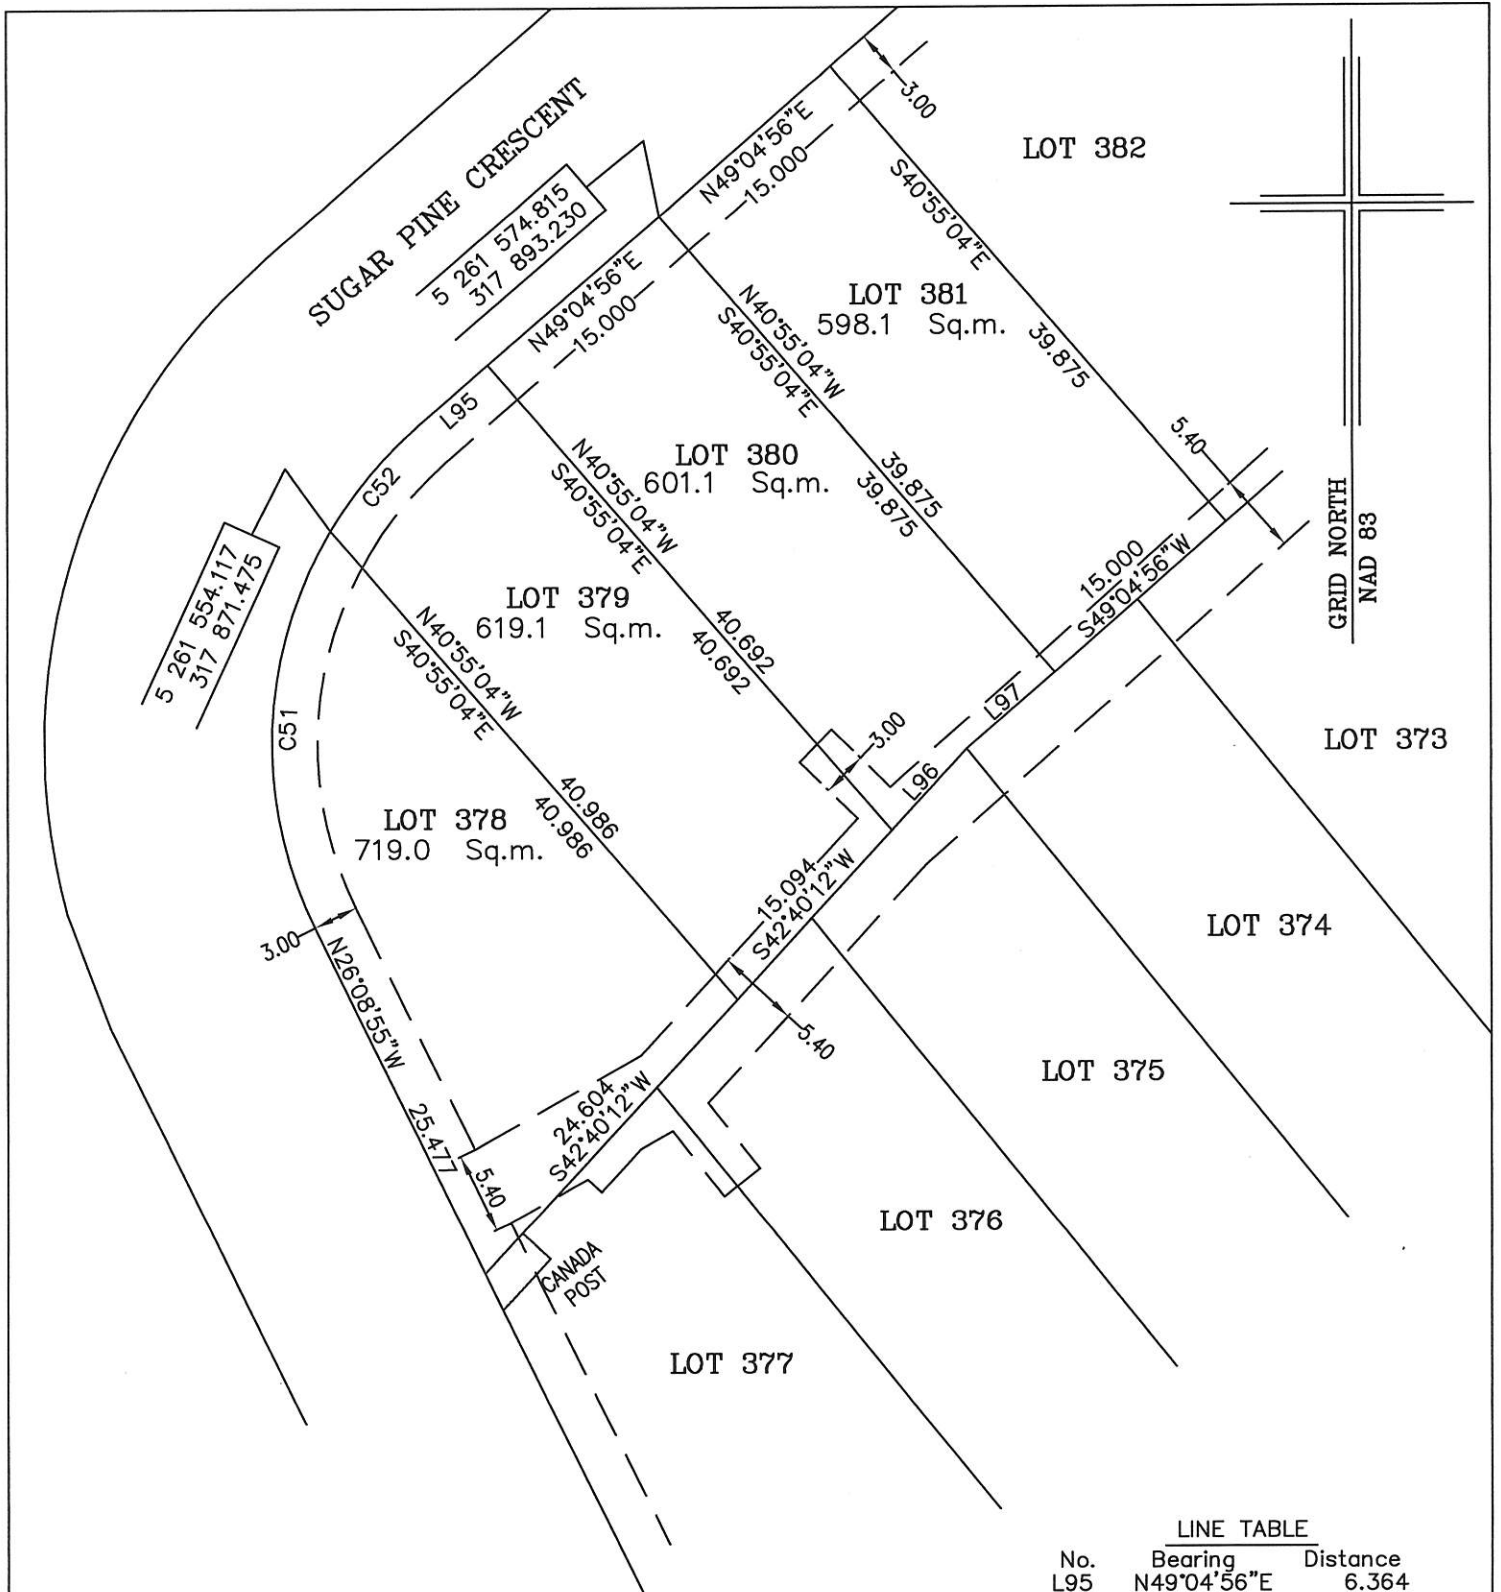 SUGAR PINE CRESCENT
5 261 574.815
317 893.230
N49°04'56"E
15.000
3.00
LOT 382
S40°55'04"E
39.875
LOT 381
598.1 Sq.m.
N49°04'56"E
15.000
N40°55'04"W
S40°55'04"E
39.875
39.875
LOT 380
601.1 Sq.m.
5.40
GRID NORTH
NAD 83
L95
C52
N40°55'04"W
S40°55'04"E
40.692
40.692
5 261 554.117
317 871.475
LOT 379
619.1 Sq.m.
15.000
S49°04'56"W
N40°55'04"W
S40°55'04"E
40.986
40.986
C51
L97
3.00
L96
LOT 373
LOT 378
719.0 Sq.m.
15.094
S42°40'12"W
LOT 374
3.00
N26°08'55"W
25.477
5.40
LOT 375
24.604
S42°40'12"W
5.40
LOT 376
CANADA
POST
LOT 377
LINE TABLE
No. Bearing Distance
L95 N49°04'56"E 6.364